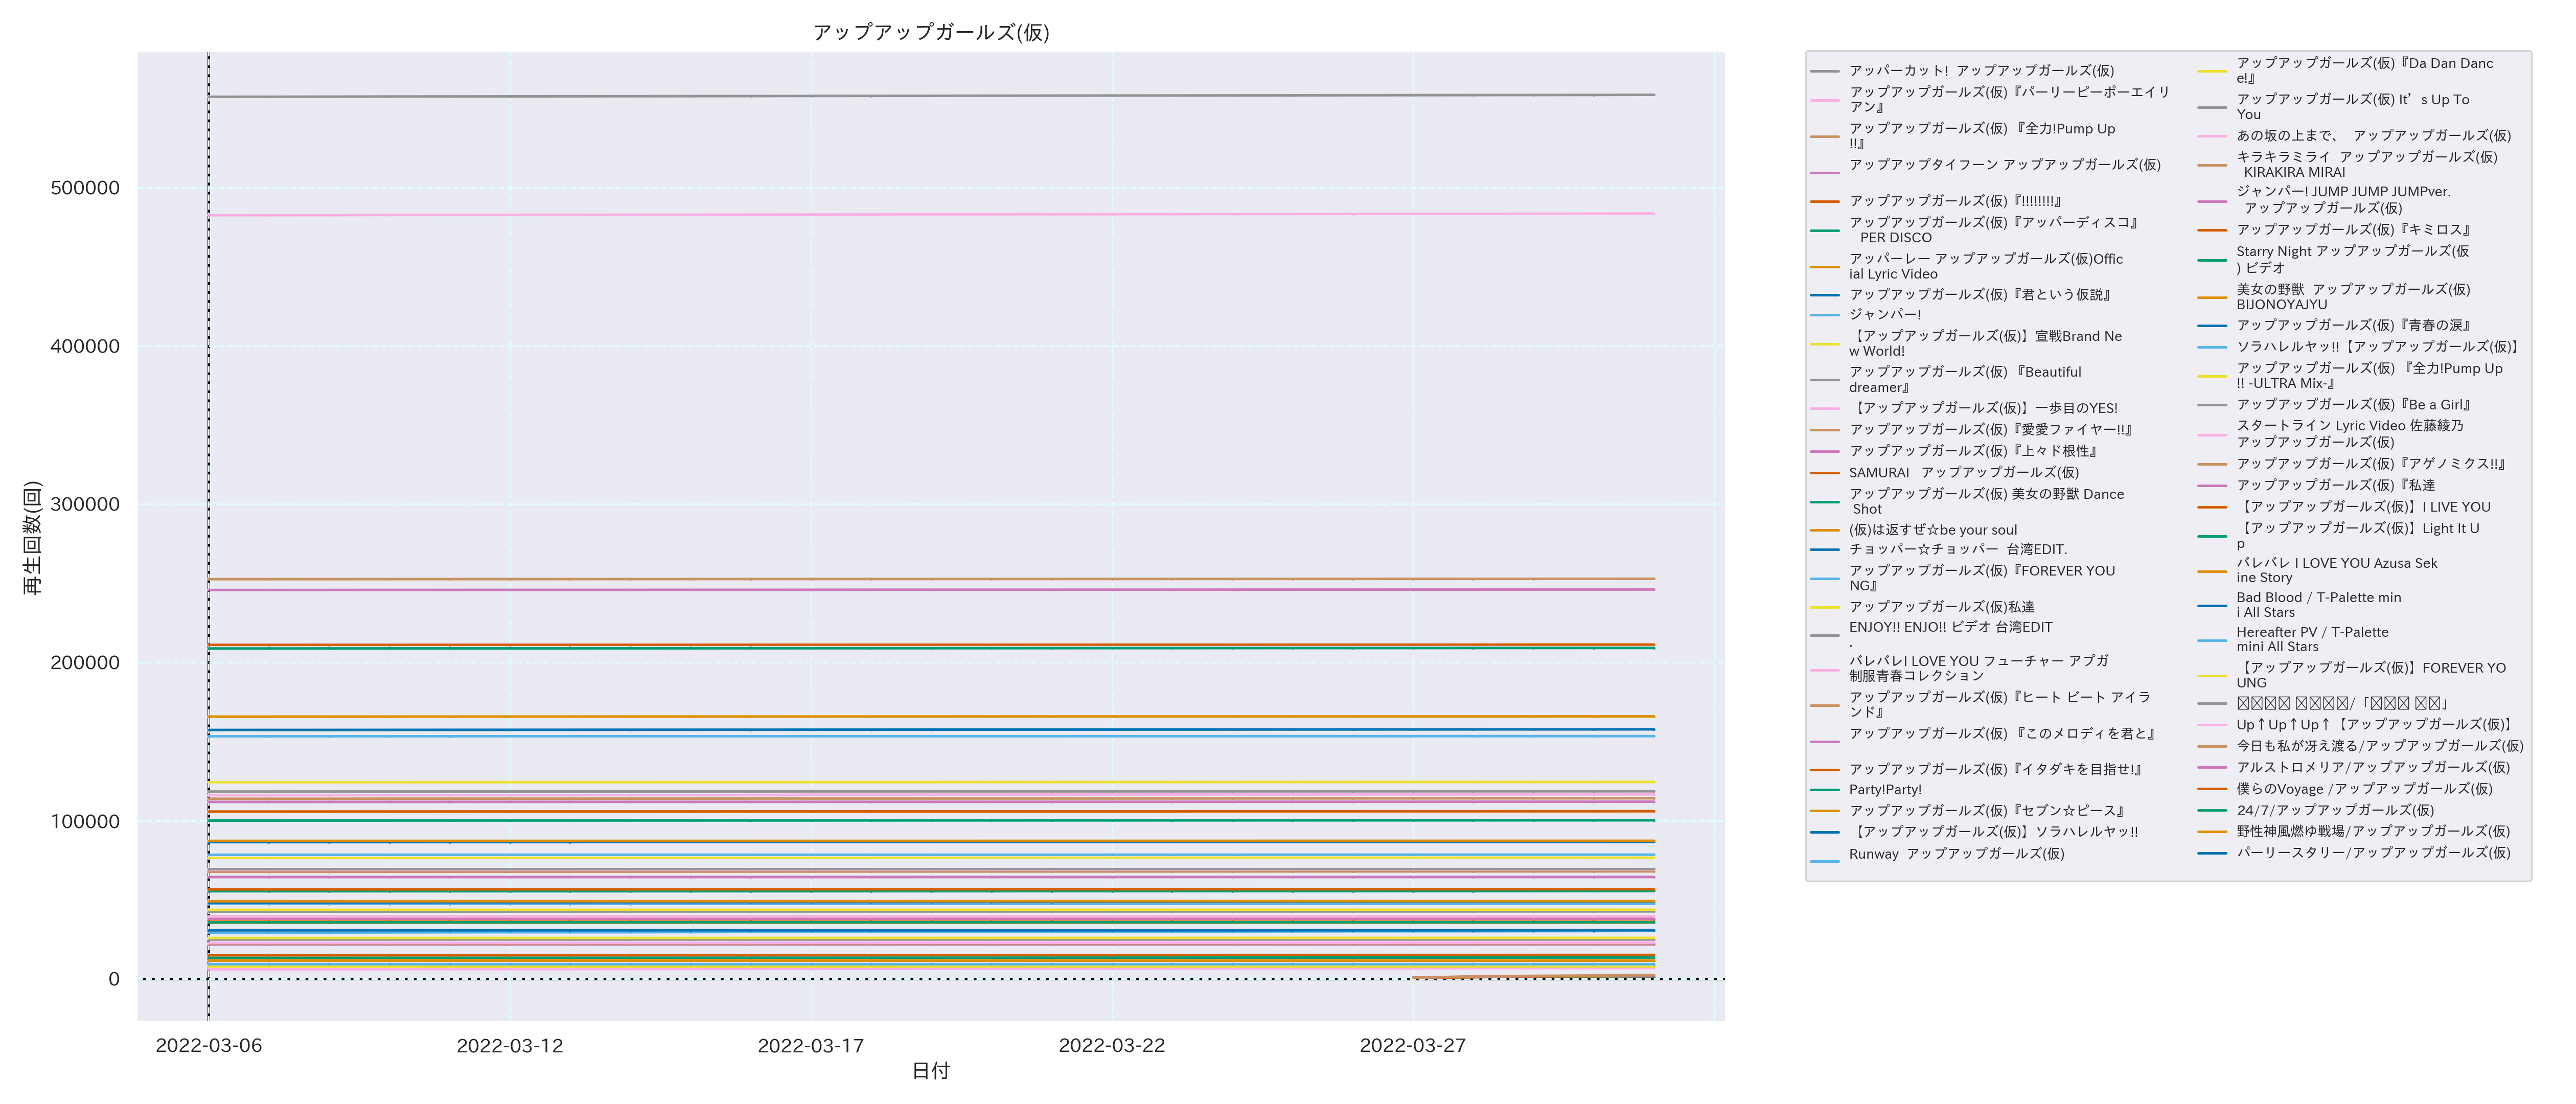 アップアップガールズ(仮)
再生回数(回)
500000
400000
300000
200000
100000
0
2022-03-06
2022-03-12
2022-03-17
2022-03-22
2022-03-27
日付
アッパーカット! アップアップガールズ(仮)
アップアップガールズ(仮)『パーリーピーポーエイリ
アン』
アップアップガールズ(仮) 『全力!Pump Up
!!』
アップアップタイフーン アップアップガールズ(仮)
アップアップガールズ(仮)『!!!!!!!!』
アップアップガールズ(仮)『アッパーディスコ』
PER DISCO
アッパーレー アップアップガールズ(仮)Offic
ial Lyric Video
アップアップガールズ(仮)『君という仮説』
ジャンパー!
【アップアップガールズ(仮)】宣戦Brand Ne
w World!
アップアップガールズ(仮) 『Beautiful
dreamer』
【アップアップガールズ(仮)】一歩目のYES!
アップアップガールズ(仮)『愛愛ファイヤー!!』
アップアップガールズ(仮)『上々ド根性』
SAMURAI アップアップガールズ(仮)
アップアップガールズ(仮) 美女の野獣 Dance
Shot
(仮)は返すぜ☆be your soul
チョッパー☆チョッパー 台湾EDIT.
アップアップガールズ(仮)『FOREVER YOU
NG』
アップアップガールズ(仮)私達
ENJOY!! ENJO!! ビデオ 台湾EDIT
.
バレバレI LOVE YOU フューチャー アプガ
制服青春コレクション
アップアップガールズ(仮)『ヒート ビート アイラ
ンド』
アップアップガールズ(仮) 『このメロディを君と』
アップアップガールズ(仮)『イタダキを目指せ!』
Party!Party!
アップアップガールズ(仮)『セブン☆ピース』
【アップアップガールズ(仮)】ソラハレルヤッ!!
Runway アップアップガールズ(仮)
アップアップガールズ(仮)『Da Dan Danc
e!』
アップアップガールズ(仮) It’s Up To
You
あの坂の上まで、 アップアップガールズ(仮)
キラキラミライ アップアップガールズ(仮)
KIRAKIRA MIRAI
ジャンパー! JUMP JUMP JUMPver.
アップアップガールズ(仮)
アップアップガールズ(仮)『キミロス』
Starry Night アップアップガールズ(仮
) ビデオ
美女の野獣 アップアップガールズ(仮)
BIJONOYAJYU
アップアップガールズ(仮)『青春の涙』
ソラハレルヤッ!!【アップアップガールズ(仮)】
アップアップガールズ(仮) 『全力!Pump Up
!! -ULTRA Mix-』
アップアップガールズ(仮)『Be a Girl』
スタートライン Lyric Video 佐藤綾乃
アップアップガールズ(仮)
アップアップガールズ(仮)『アゲノミクス!!』
アップアップガールズ(仮)『私達
【アップアップガールズ(仮)】I LIVE YOU
【アップアップガールズ(仮)】Light It U
p
バレバレ I LOVE YOU Azusa Sek
ine Story
Bad Blood / T-Palette min
i All Stars
Hereafter PV / T-Palette
mini All Stars
【アップアップガールズ(仮)】FOREVER YO
UNG
Up↑Up↑Up↑【アップアップガールズ(仮)】
今日も私が冴え渡る/アップアップガールズ(仮)
アルストロメリア/アップアップガールズ(仮)
僕らのVoyage /アップアップガールズ(仮)
24/7/アップアップガールズ(仮)
野性神風燃ゆ戦場/アップアップガールズ(仮)
パーリースタリー/アップアップガールズ(仮)